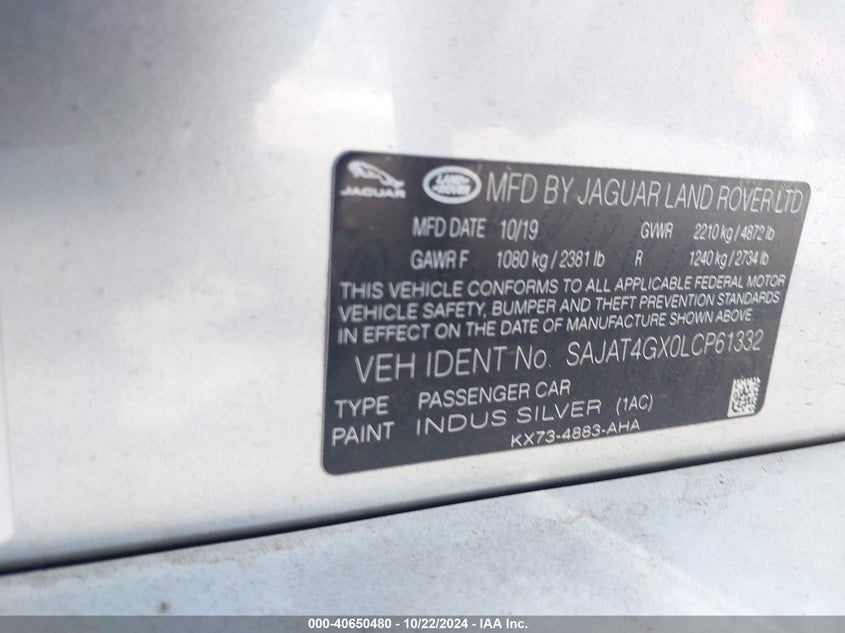 JAGUAR LAND ROVER MFD BY JAGUAR LAND ROVER LTD
MFD DATE 10/19 GVWR 2210 kg / 4872 lb
GAWR F 1080 kg / 2381 lb R 1240 kg / 2734 lb
THIS VEHICLE CONFORMS TO ALL APPLICABLE FEDERAL MOTOR
VEHICLE SAFETY, BUMPER AND THEFT PREVENTION STANDARDS
IN EFFECT ON THE DATE OF MANUFACTURE SHOWN ABOVE.
VEH IDENT No. SAJAT4GX0LCP61332
TYPE PASSENGER CAR
PAINT INDUS SILVER (1AC)
KX73-4883-AHA
000-40650480 - 10/22/2024 - IAA Inc.